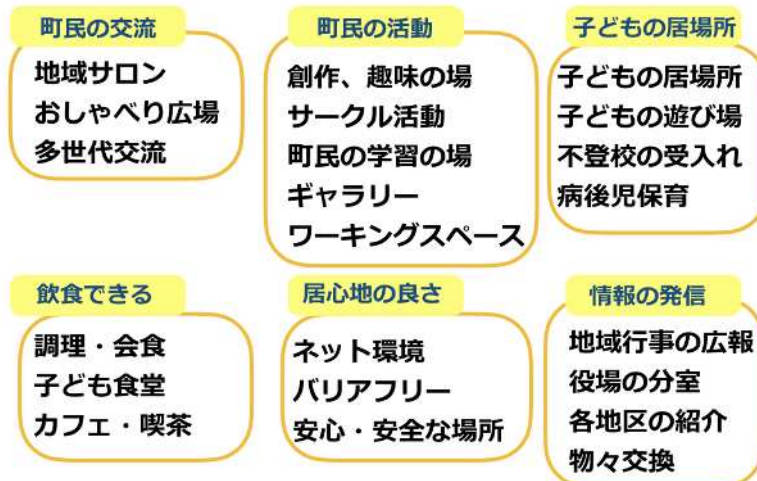 町民の交流
地域サロン
おしゃべり広場
多世代交流
町民の活動
創作、趣味の場
サークル活動
町民の学習の場
ギャラリー
ワーキングスペース
子どもの居場所
子どもの居場所
子どもの遊び場
不登校の受入れ
病後児保育
飲食できる
調理・会食
子ども食堂
カフェ・喫茶
居心地の良さ
ネット環境
バリアフリー
安心・安全な場所
情報の発信
地域行事の広報
役場の分室
各地区の紹介
物々交換